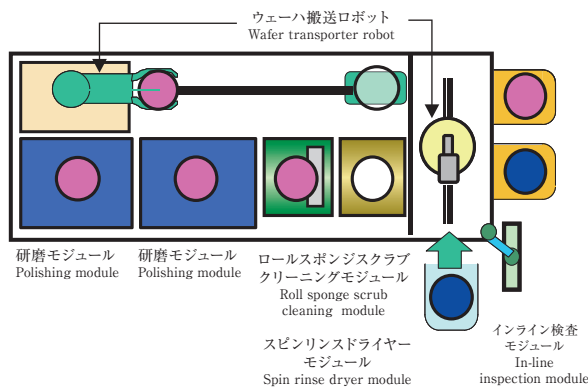 ウェーハ搬送ロボット
Wafer transporter robot
研磨モジュール
Polishing module
研磨モジュール
Polishing module
ロールスポンジスクラブ
クリーニングモジュール
Roll sponge scrub
cleaning module
スピンリンスドライヤー
モジュール
Spin rinse dryer module
インライン検査
モジュール
In-line
inspection module